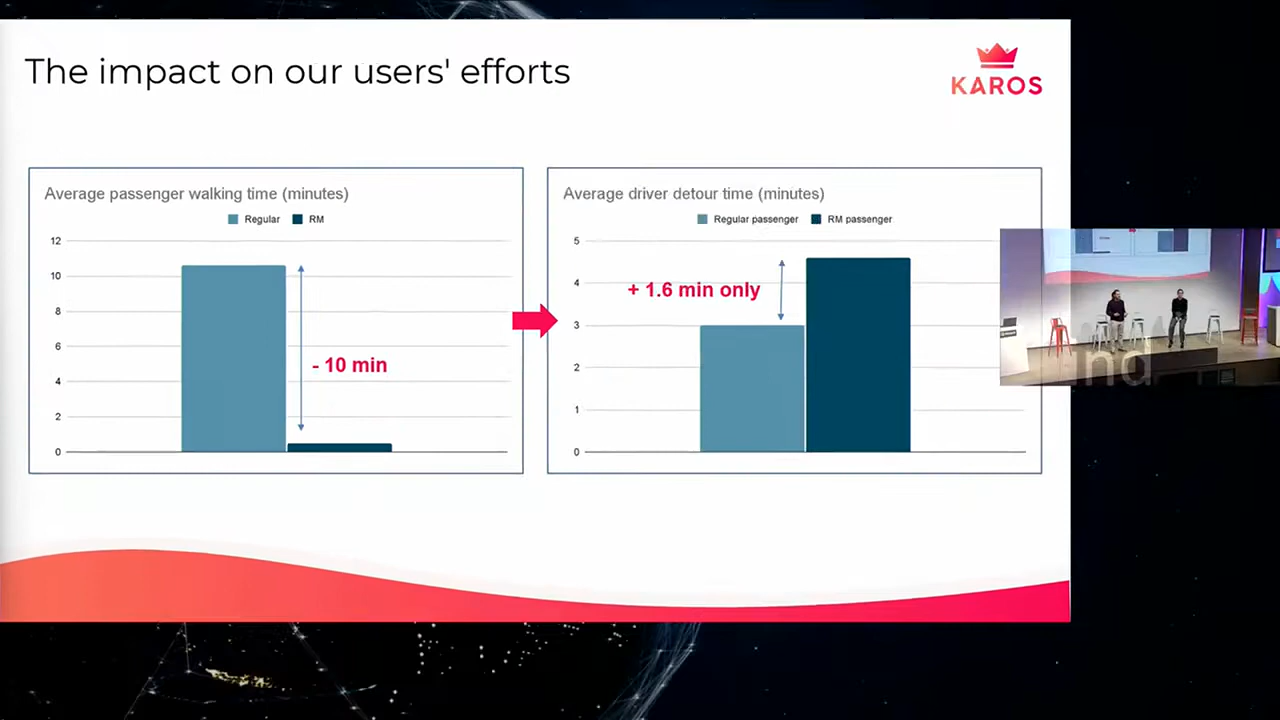 The impact on our users' efforts
KAROS
Average passenger walking time (minutes)
Regular RM
12
10
8
6
4
2
0
- 10 min
Average driver detour time (minutes)
Regular passenger RM passenger
5
4
3
2
1
0
+ 1.6 min only
nd